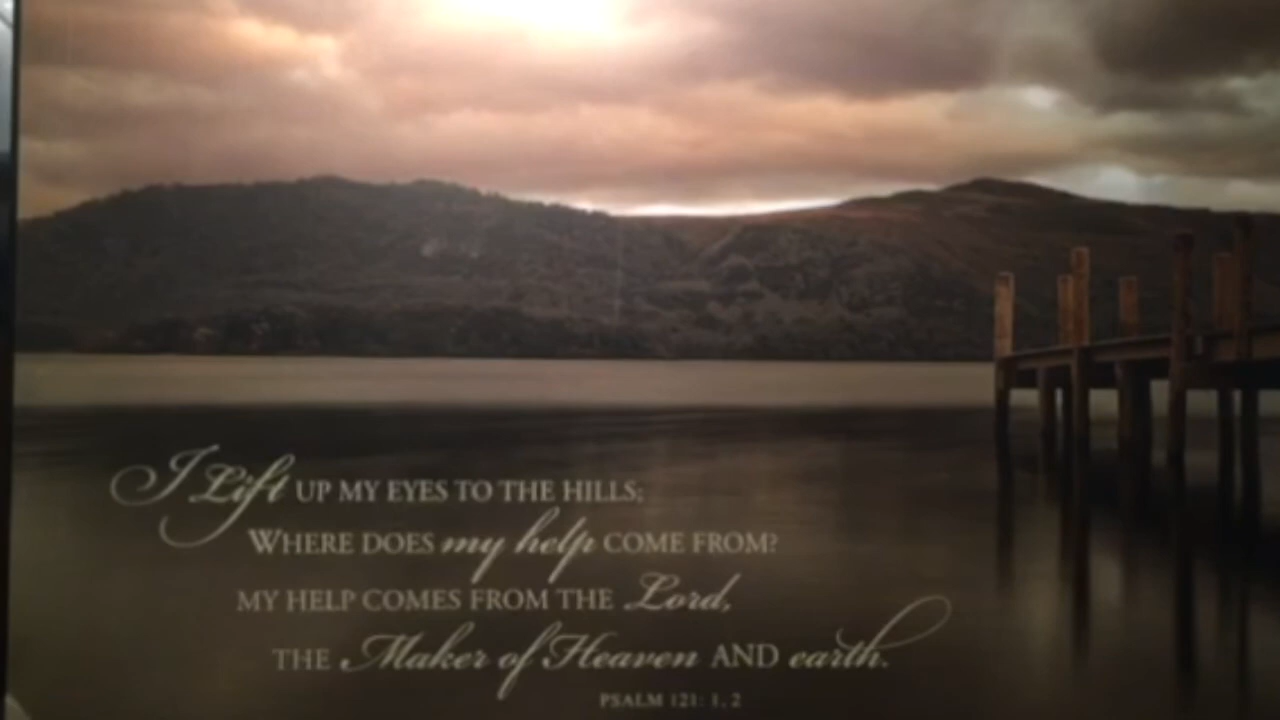 I Lift UP MY EYES TO THE HILLS;
WHERE DOES my help COME FROM?
MY HELP COMES FROM THE Lord,
THE Maker of Heaven AND earth.
PSALM 121: 1, 2